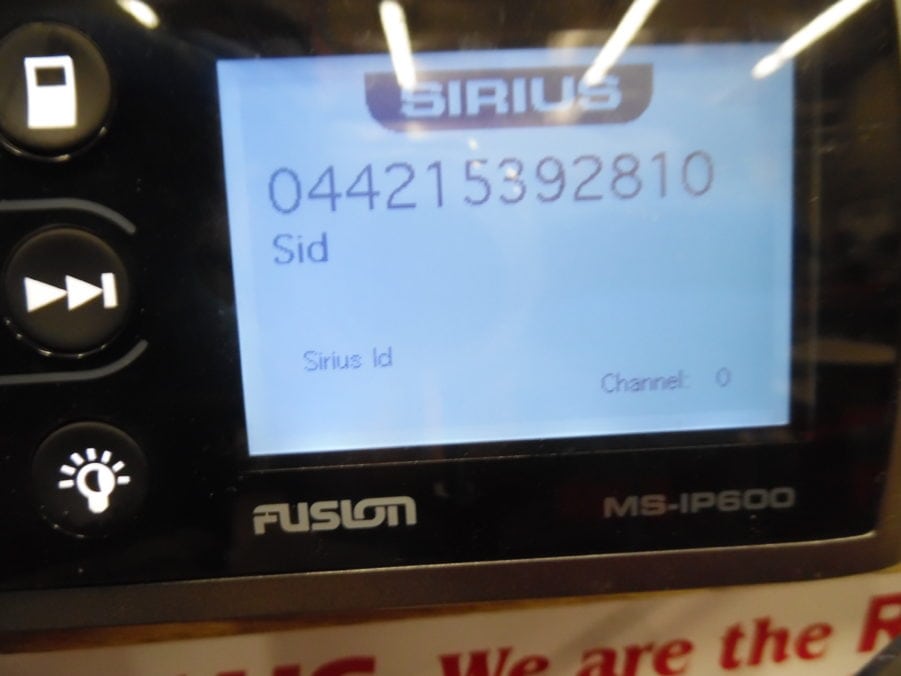 SIRIUS
044215392810
Sid
Sirius Id
Channel: 0
FUSION
MS-IP600
We are the